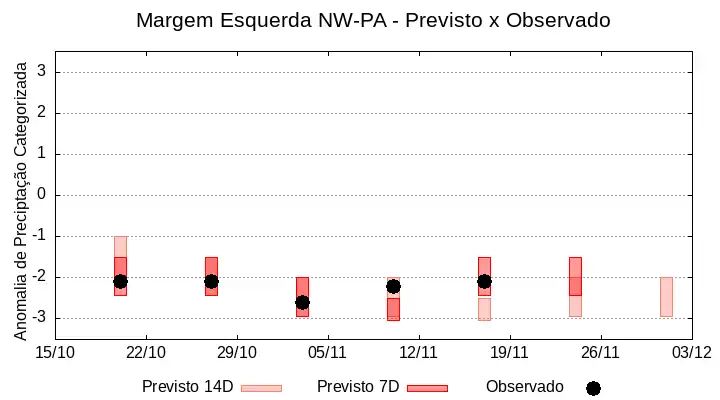 Margem Esquerda NW-PA - Previsto x Observado
Anomalia de Preciptação Categorizada
3
2
1
0
-1
-2
-3
15/10 22/10 29/10 05/11 12/11 19/11 26/11 03/12
Previsto 14D Previsto 7D Observado